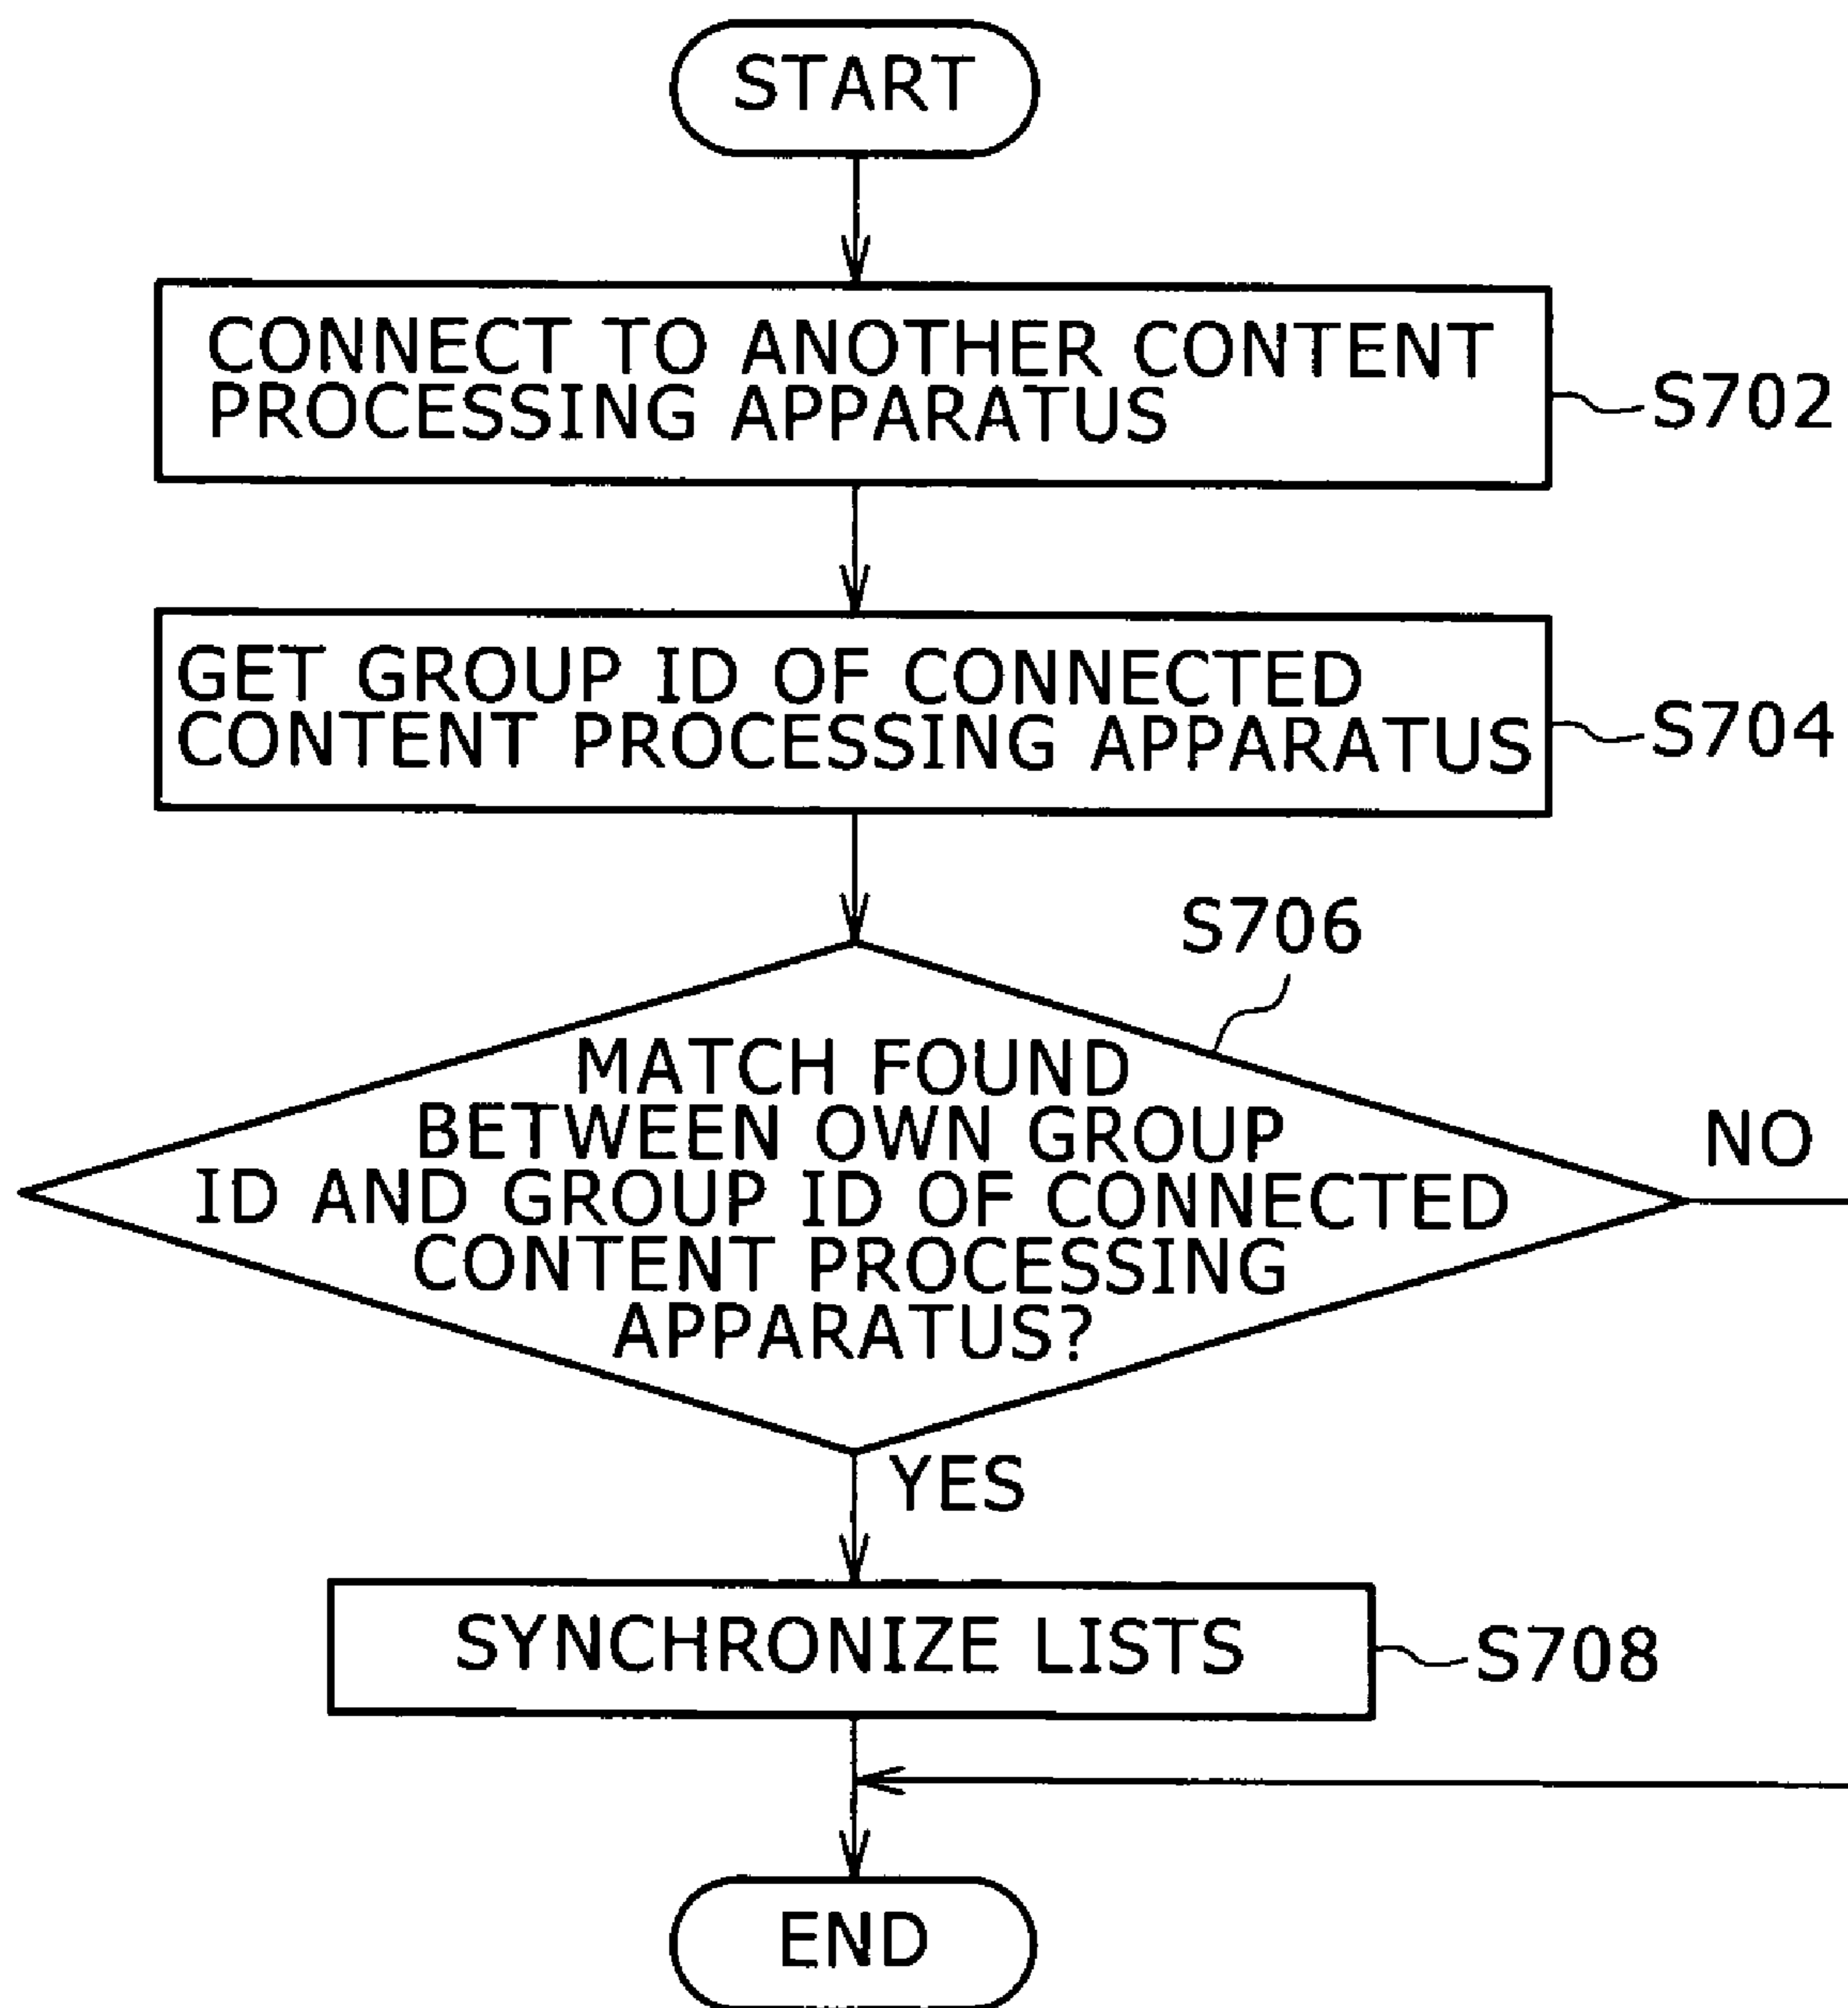 START
CONNECT TO ANOTHER CONTENT
PROCESSING APPARATUS
S702
GET GROUP ID OF CONNECTED
CONTENT PROCESSING APPARATUS
S704
S706
MATCH FOUND
BETWEEN OWN GROUP
ID AND GROUP ID OF CONNECTED
CONTENT PROCESSING
APPARATUS?
NO
YES
SYNCHRONIZE LISTS
S708
END